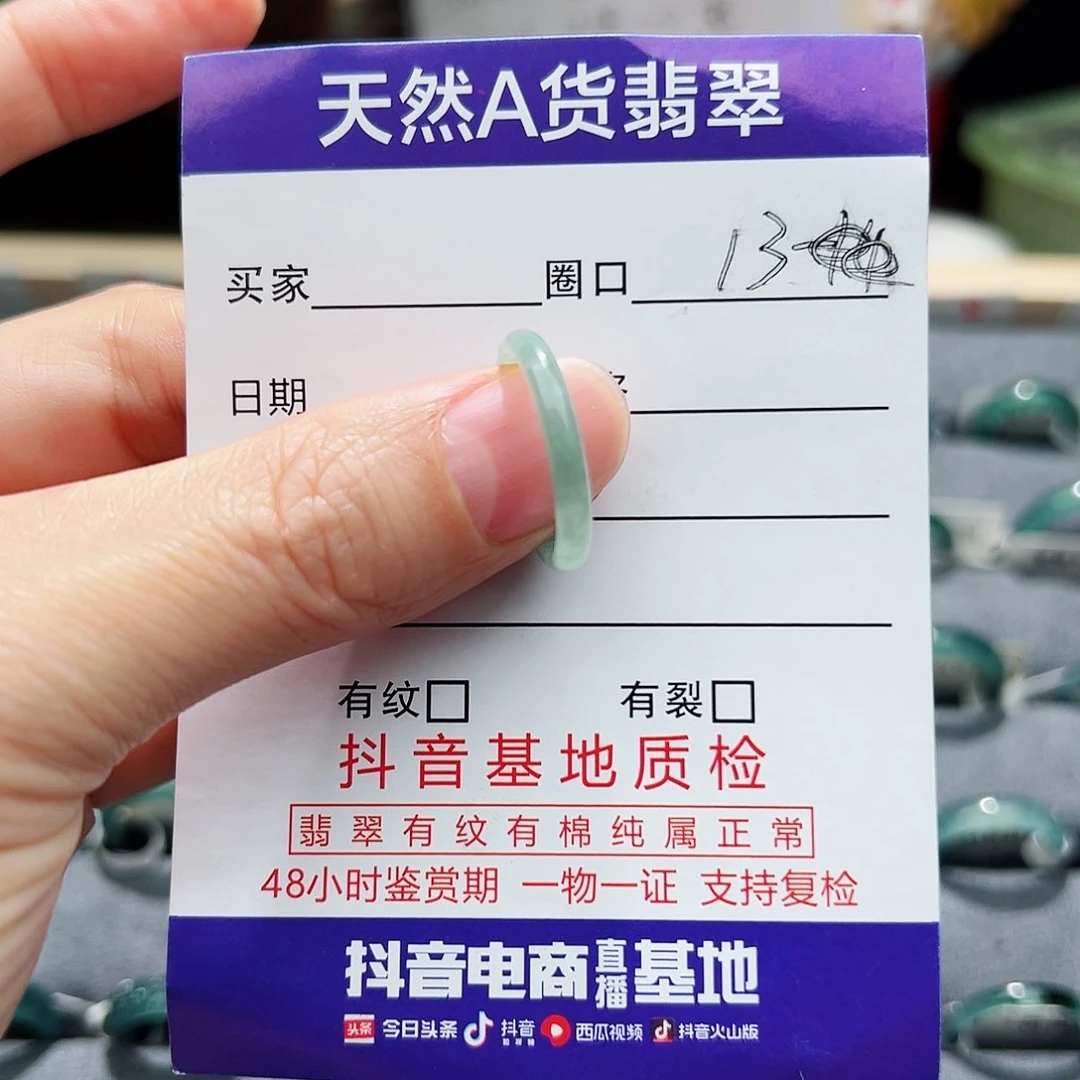 天然A货翡翠
买家 圈口 13
日期
有纹 有裂
抖音基地质检
翡翠有纹有棉纯属正常
48小时鉴赏期 一物一证 支持复检
抖音电商直播基地
头条 今日头条 抖音 西瓜视频 抖音火山版